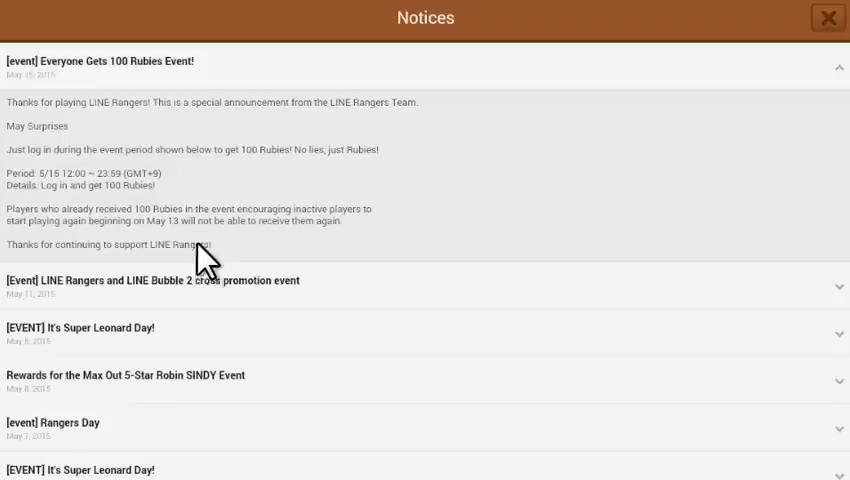 Notices
[event] Everyone Gets 100 Rubies Event!
May 15, 2015
Thanks for playing LINE Rangers! This is a special announcement from the LINE Rangers Team.
May Surprises
Just log in during the event period shown below to get 100 Rubies! No lies, just Rubies!
Period: 5/15 12:00 ~ 23:59 (GMT+9)
Details: Log in and get 100 Rubies!
Players who already received 100 Rubies in the event encouraging inactive players to
start playing again beginning on May 13 will not be able to receive them again.
Thanks for continuing to support LINE Rangers!
[Event] LINE Rangers and LINE Bubble 2 cross promotion event
May 11, 2015
[EVENT] It's Super Leonard Day!
May 8, 2015
Rewards for the Max Out 5-Star Robin SINDY Event
May 8, 2015
[event] Rangers Day
May 7, 2015
[EVENT] It's Super Leonard Day!